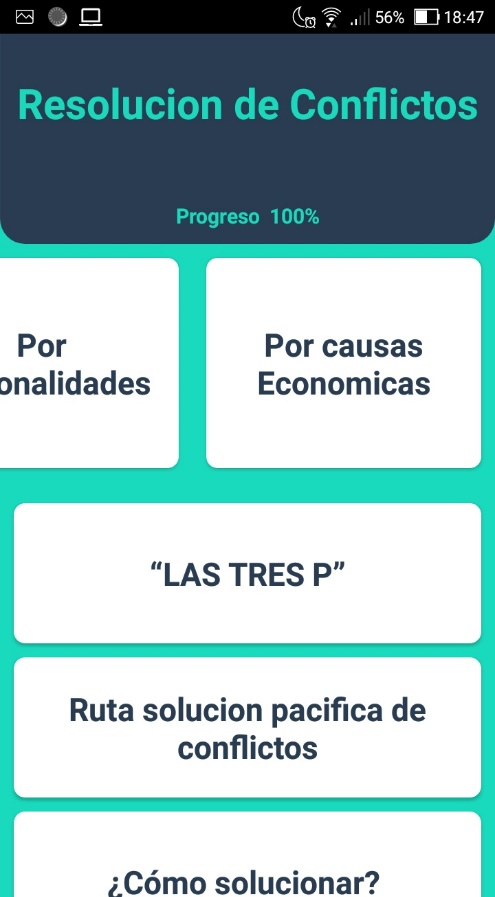 56% 18:47
Resolucion de Conflictos
Progreso 100%
Por
onalidades
Por causas
Economicas
“LAS TRES P”
Ruta solucion pacifica de
conflictos
¿Cómo solucionar?